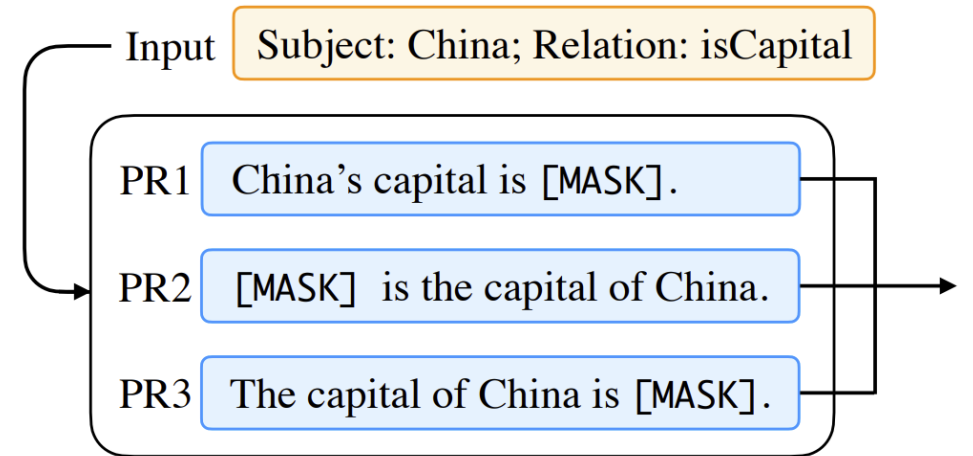 Input Subject: China; Relation: isCapital
PR1 China’s capital is [MASK].
PR2 [MASK] is the capital of China.
PR3 The capital of China is [MASK].